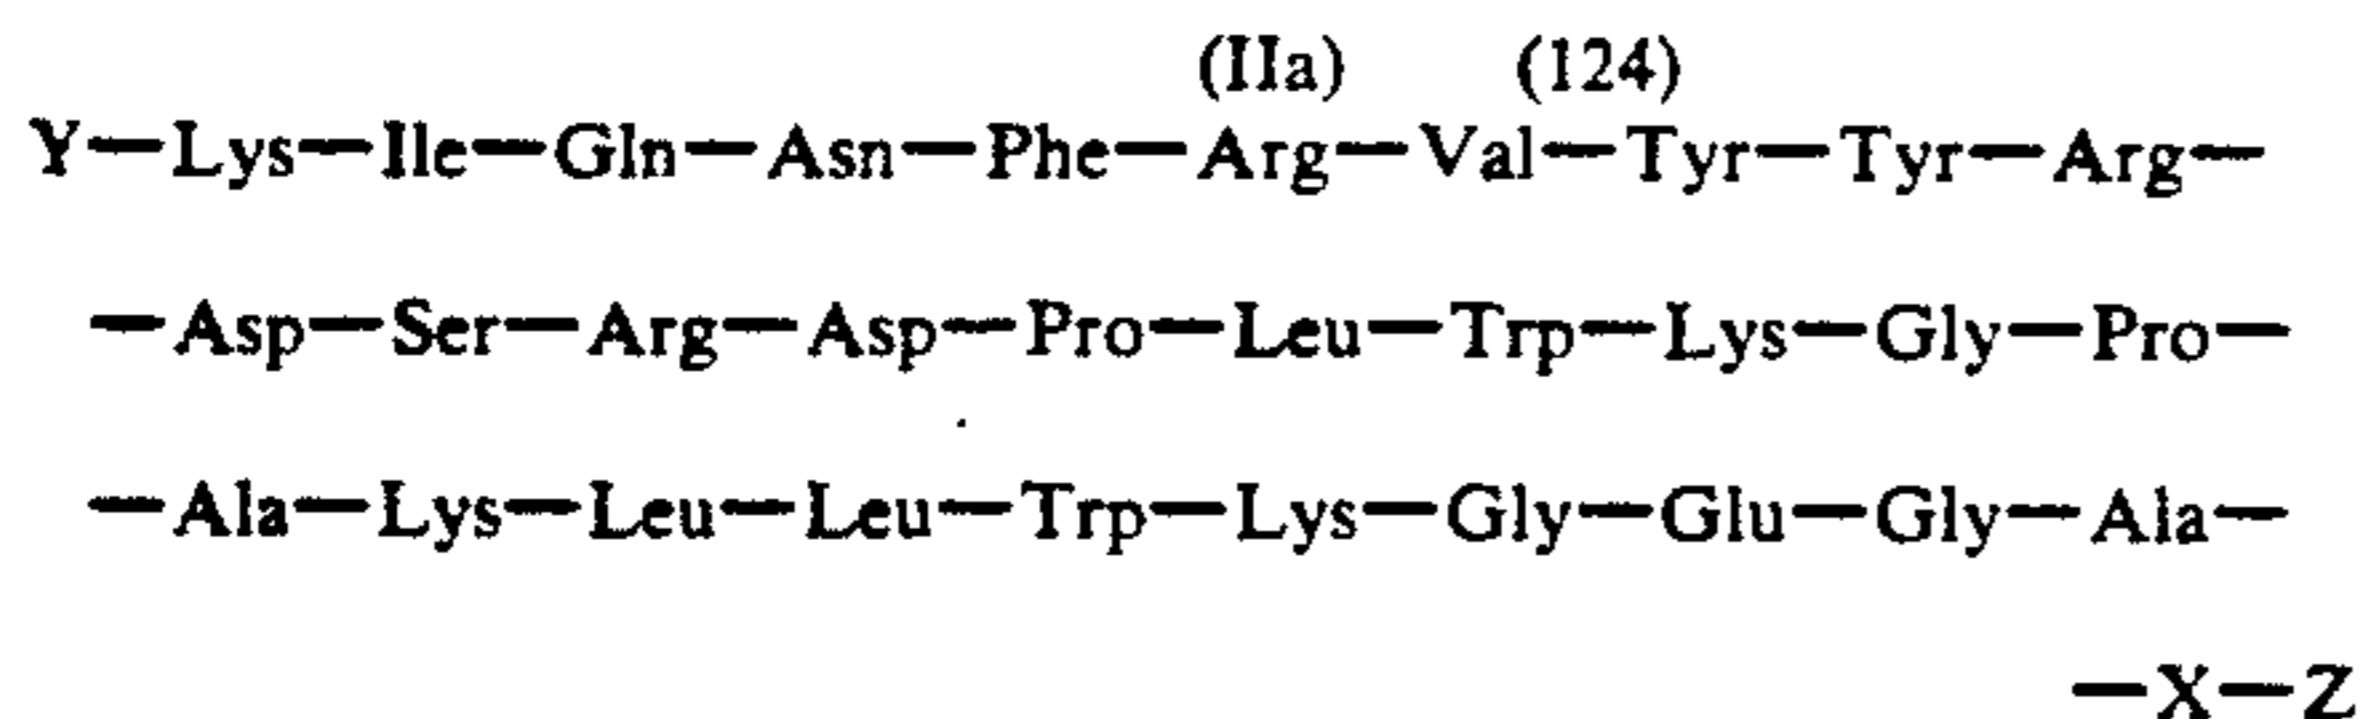 (IIa) (124)
Y—Lys—Ile—Gln—Asn—Phe—Arg—Val—Tyr—Tyr—Arg—
—Asp—Ser—Arg—Asp—Pro—Leu—Trp—Lys—Gly—Pro—
—Ala—Lys—Leu—Leu—Trp—Lys—Gly—Glu—Gly—Ala—
—X—Z